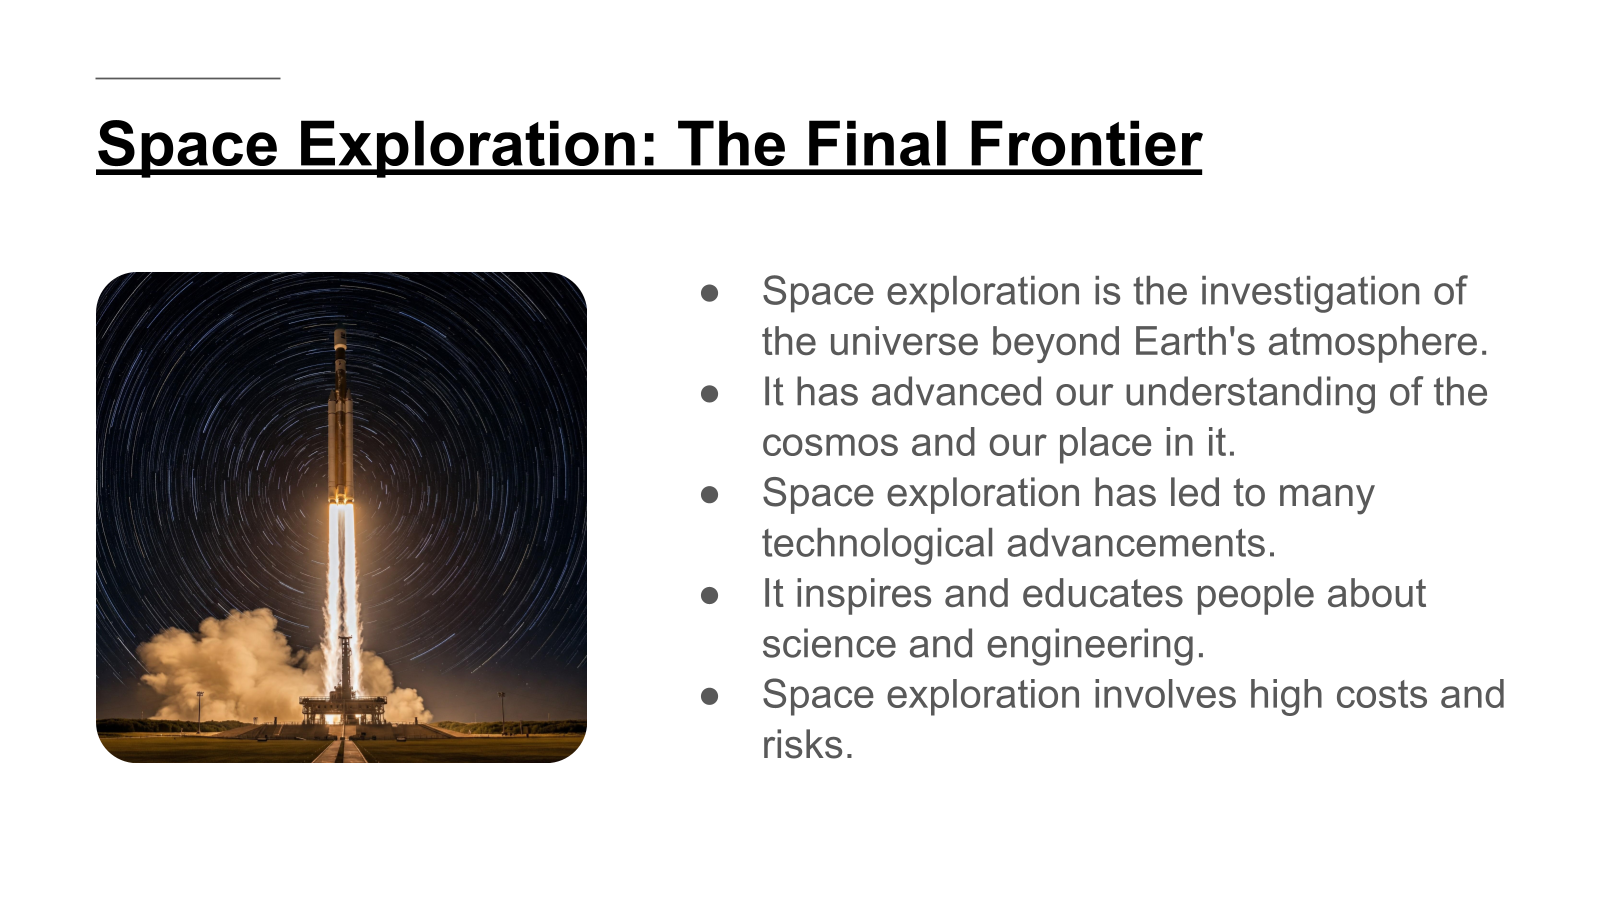 Space Exploration: The Final Frontier
● Space exploration is the investigation of
the universe beyond Earth's atmosphere.
● It has advanced our understanding of the
cosmos and our place in it.
● Space exploration has led to many
technological advancements.
● It inspires and educates people about
science and engineering.
● Space exploration involves high costs and
risks.